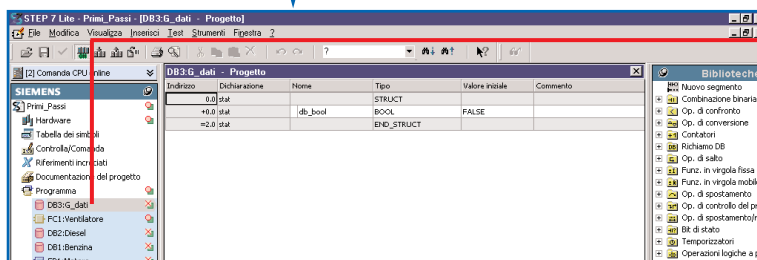 STEP 7 Lite - Primi_Passi - [DB3:G_dati - Progetto]
File Modifica Visualizza Inserisci Test Strumenti Finestra ?
?
[2] Comanda CPU online
SIEMENS
Primi_Passi
Hardware
Tabella dei simboli
Controlla/Comanda
Riferimenti incrociati
Documentazione del progetto
Programma
DB3:G_dati
FC1:Ventilatore
DB2:Diesel
DB1:Benzina
DB3:G_dati - Progetto
Indirizzo Dichiarazione Nome Tipo Valore iniziale Commento
0.0 stat STRUCT
+0.0 stat db_bool BOOL FALSE
=2.0 stat END_STRUCT
Biblioteche
Nuovo segmento
Combinazione binaria
Op. di confronto
Op. di conversione
Contatori
Richiamo DB
Op. di salto
Funz. in virgola fissa
Funz. in virgola mobil
Op. di spostamento
Op. di controllo del pr
Op. di spostamento/r
Bit di stato
Temporizzatori
Operazioni logiche a p